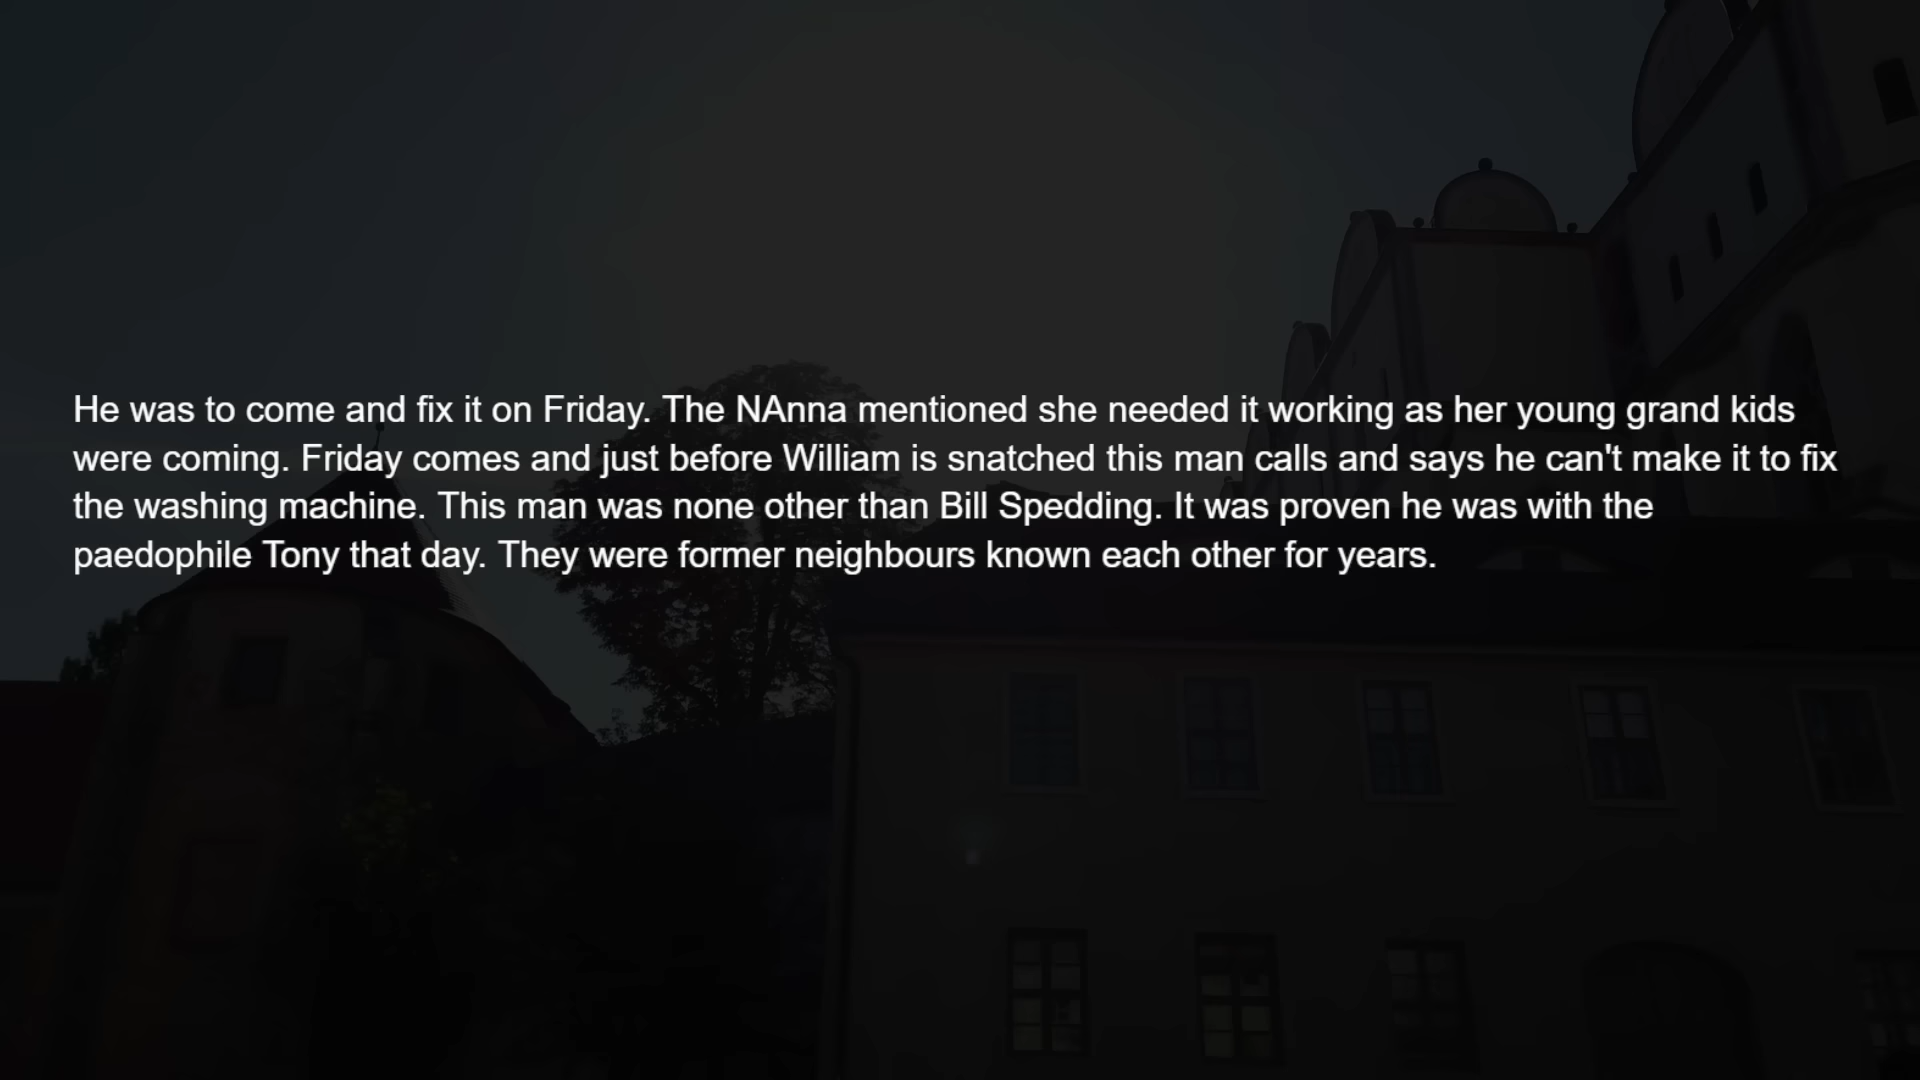 He was to come and fix it on Friday. The NAnna mentioned she needed it working as her young grand kids
were coming. Friday comes and just before William is snatched this man calls and says he can't make it to fix
the washing machine. This man was none other than Bill Spedding. It was proven he was with the
paedophile Tony that day. They were former neighbours known each other for years.